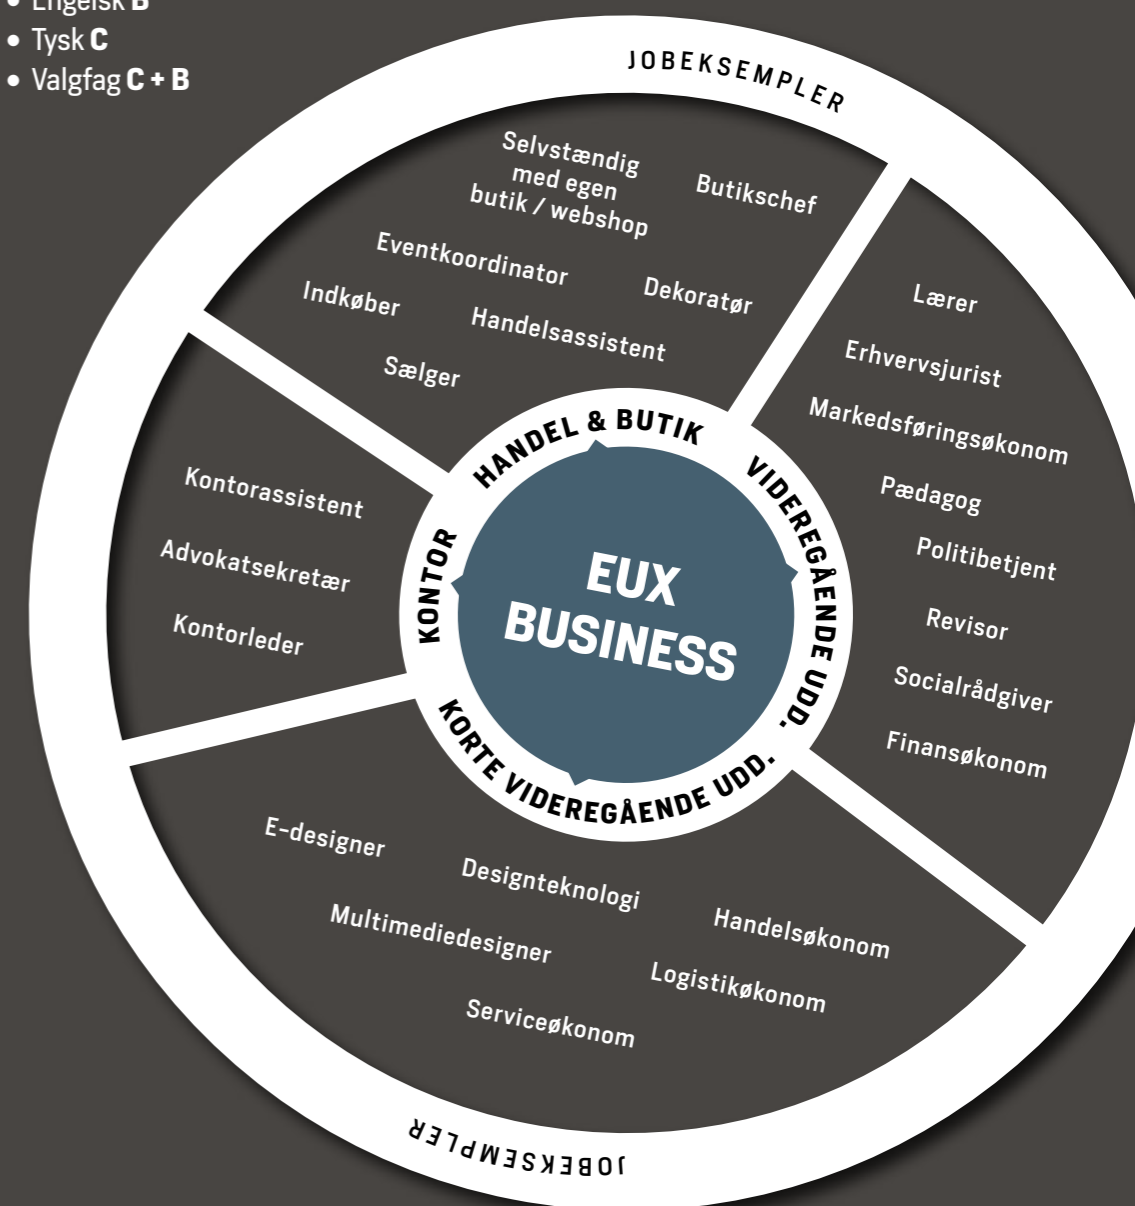 Engelsk B
Tysk C
Valgfag C + B
JOBEKSEMPLER
Selvstændig
med egen
butik / webshop
Butikschef
Eventkoordinator
Dekoratør
Indkøber
Handelsassistent
Sælger
Lærer
Erhvervsjurist
Markedsføringsøkonom
Pædagog
Politibetjent
Revisor
Socialrådgiver
Finansøkonom
HANDEL & BUTIK
VIDEREGÅENDE UDD.
KONTOR
KORTE VIDEREGÅENDE UDD.
EUX
BUSINESS
Kontorassistent
Advokatsekretær
Kontorleder
E-designer
Designteknologi
Handelsøkonom
Multimediedesigner
Logistikøkonom
Serviceøkonom
JOBEKSEMPLER